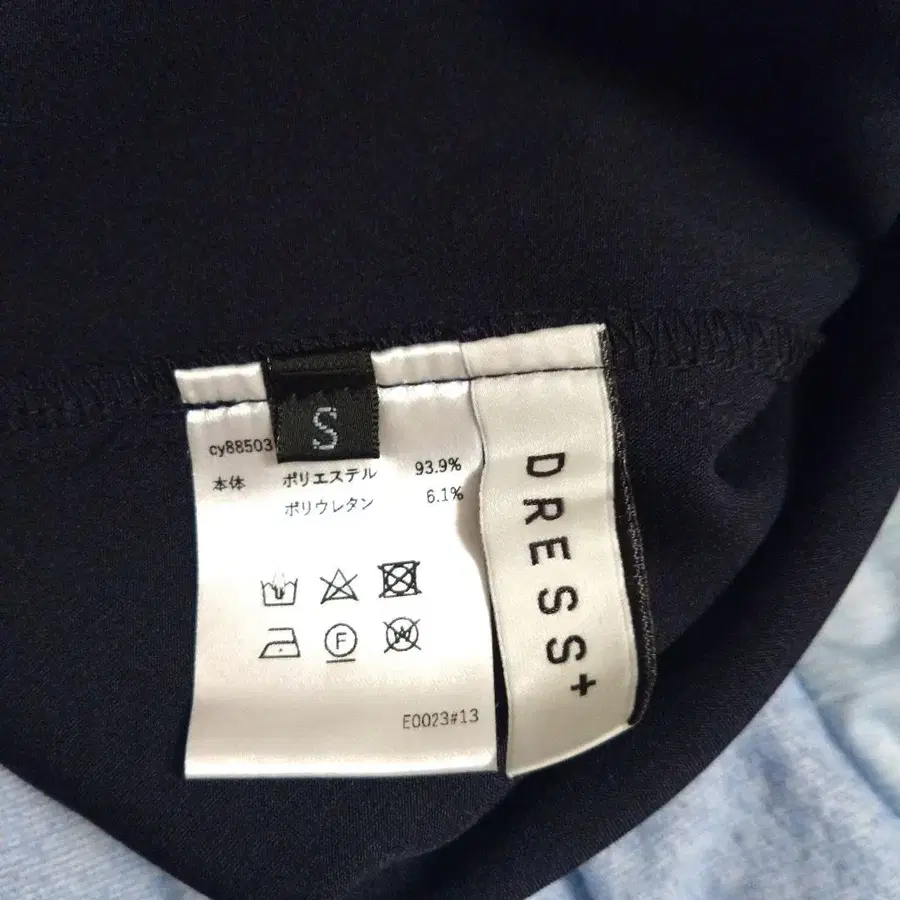 S
cy88503
本体 ポリエステル 93.9%
ポリウレタン 6.1%
F
W
E0023#13
DRESS+